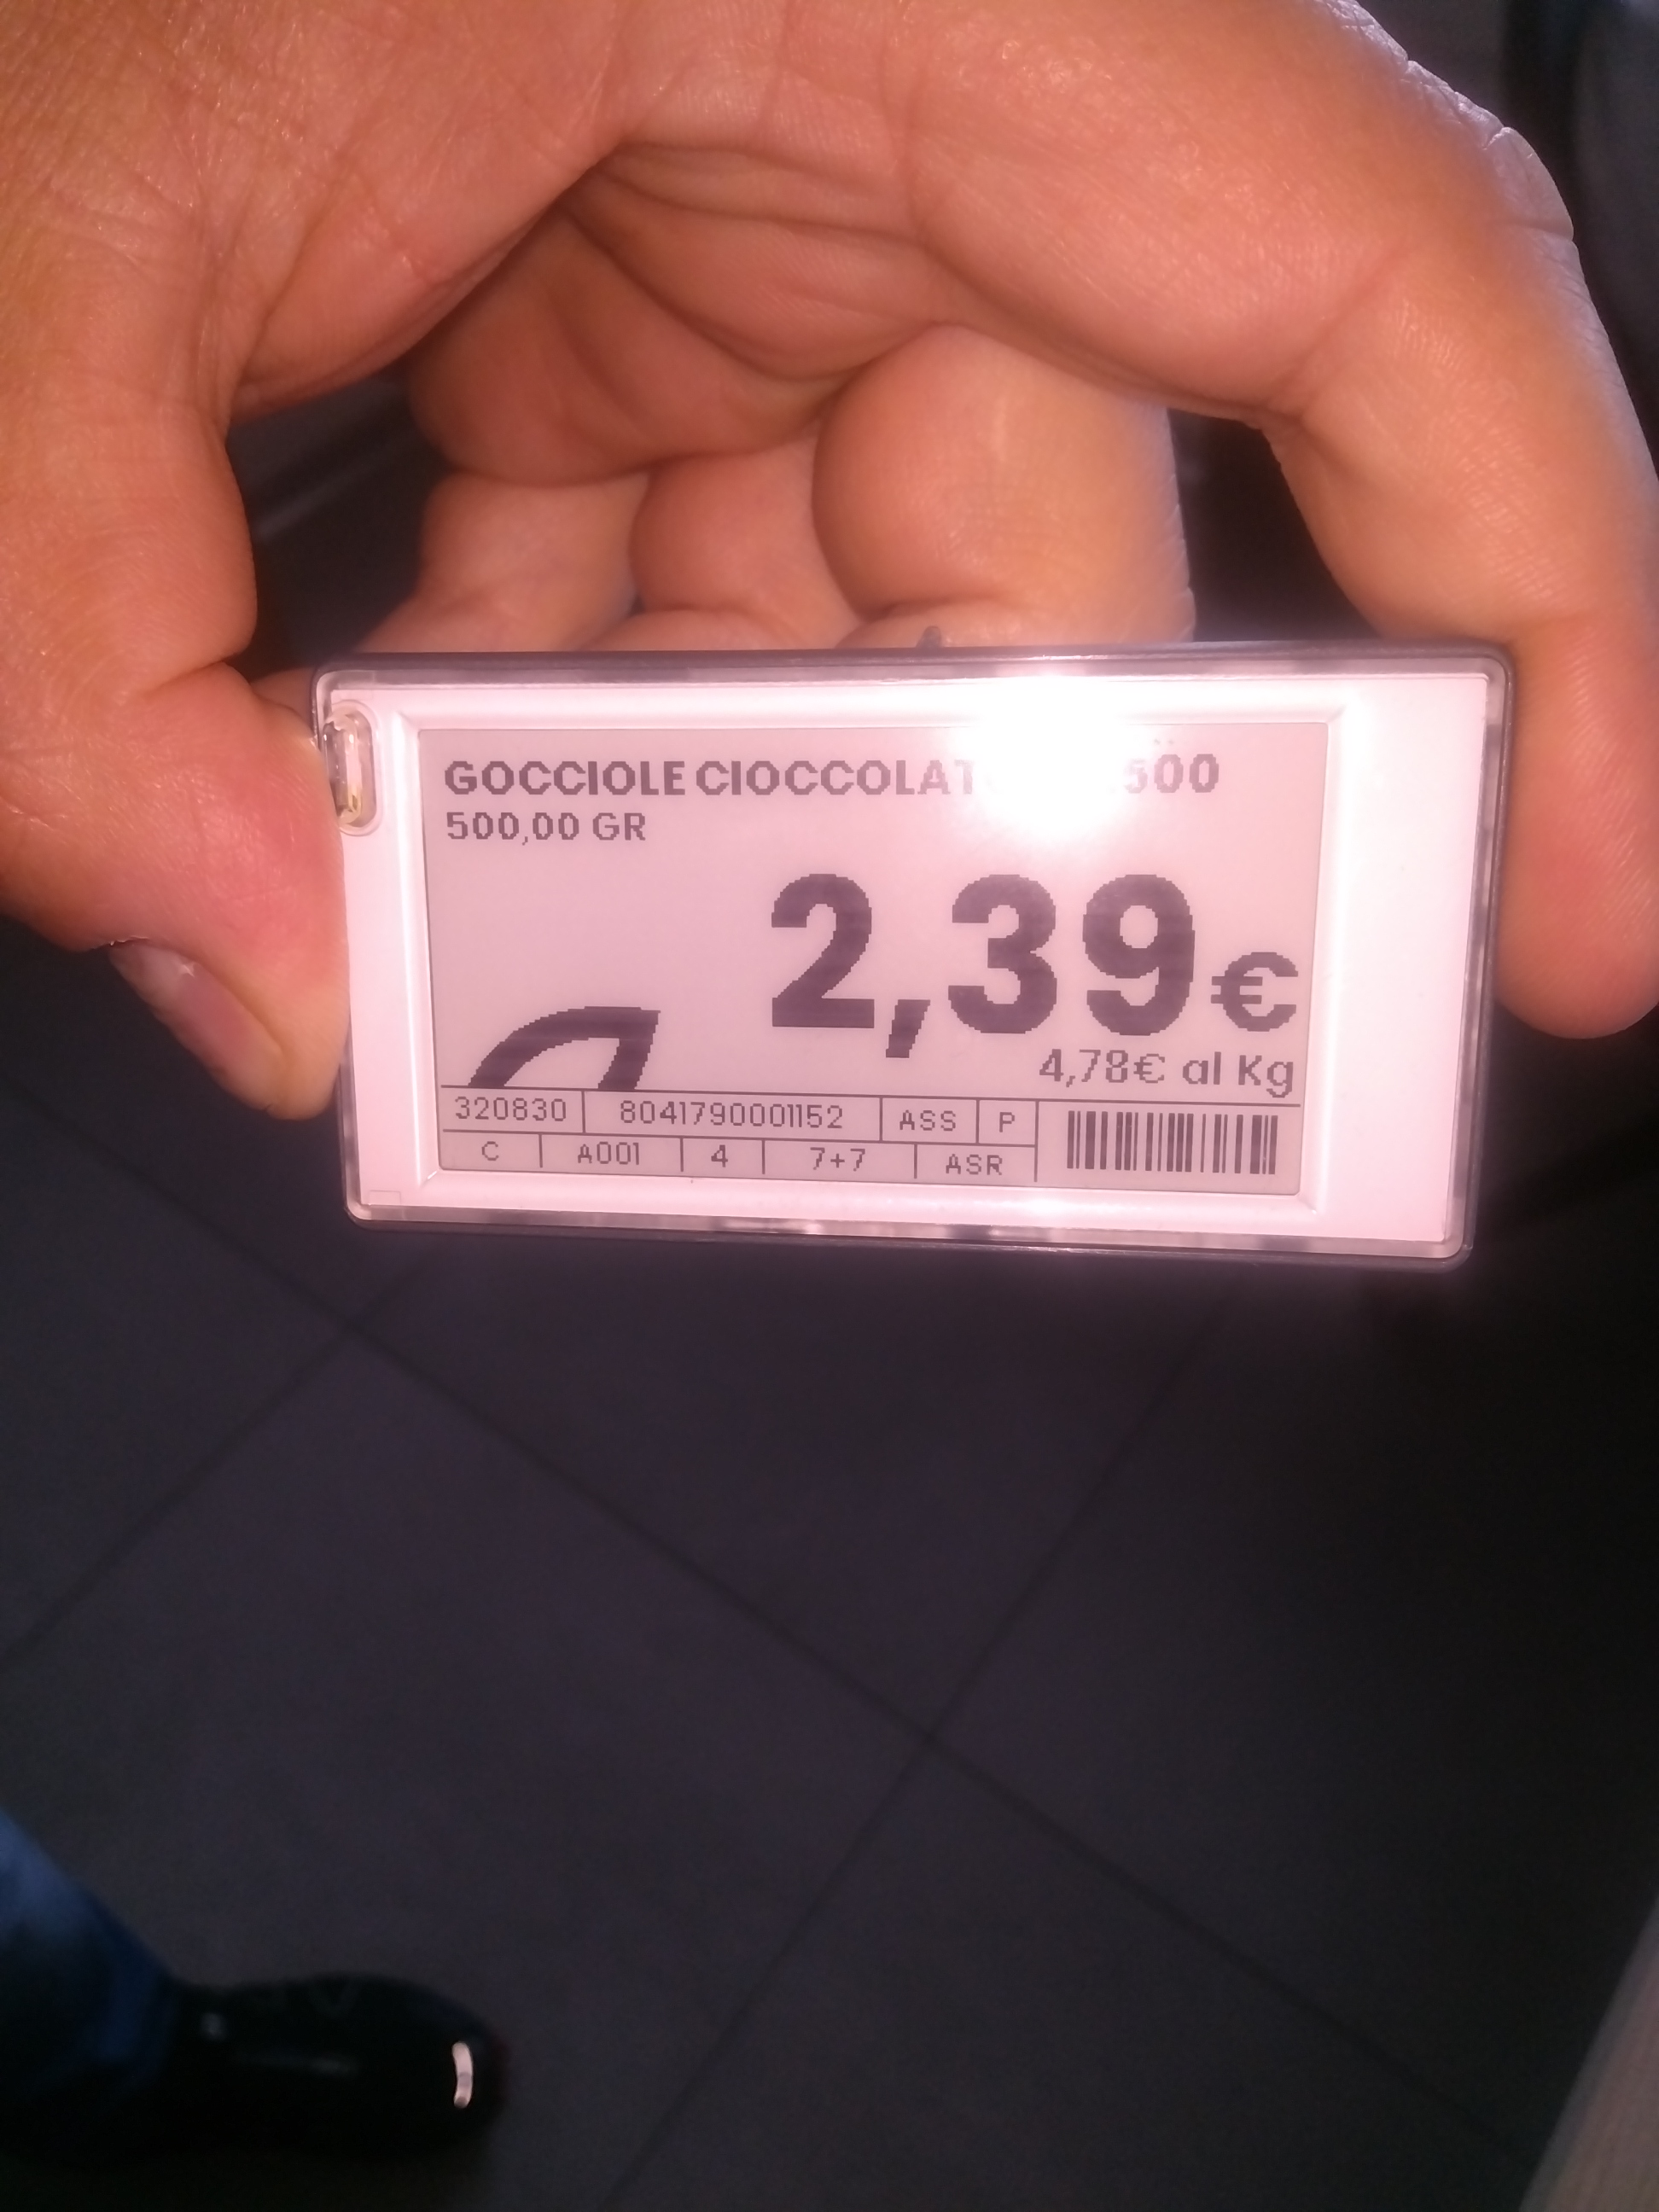 GOCCIOLE CIOCCOLAT 500
500,00 GR
2,39€
4,78€ al Kg
320830 8041790001152 ASS P
C A001 4 7+7 ASR